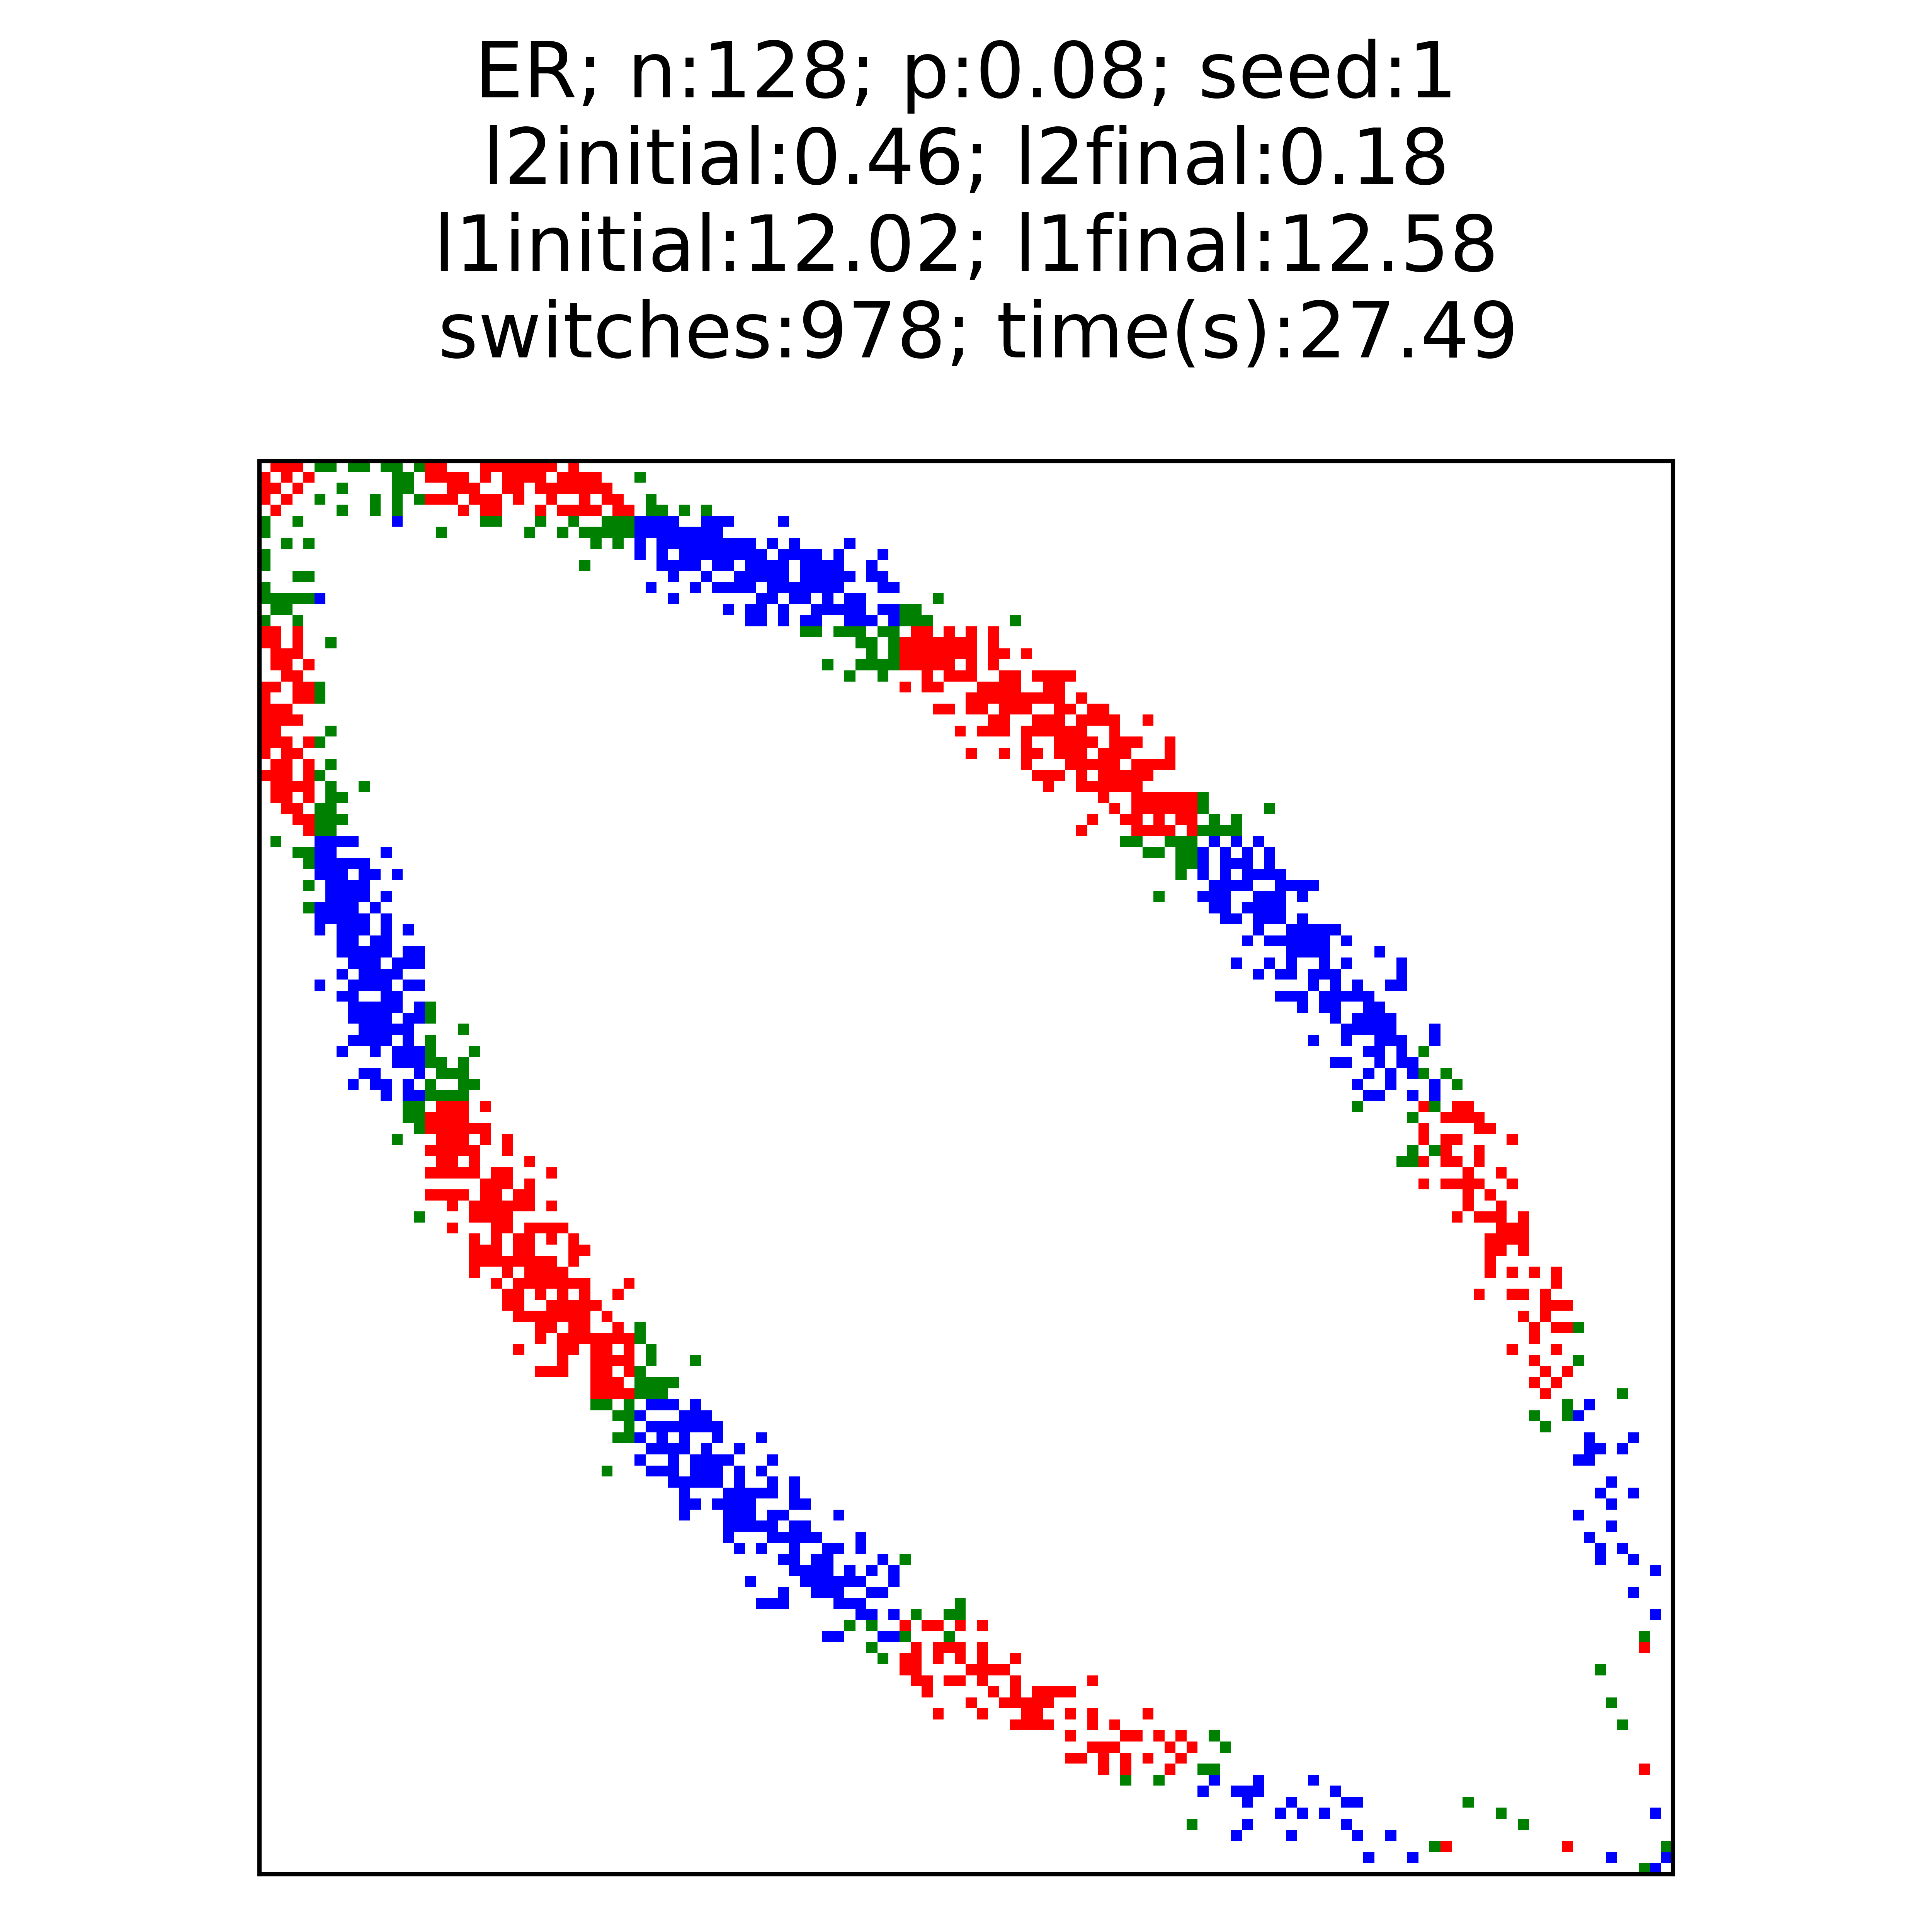 ER; n:128; p:0.08; seed:1
l2initial:0.46; l2final:0.18
l1initial:12.02; l1final:12.58
switches:978; time(s):27.49